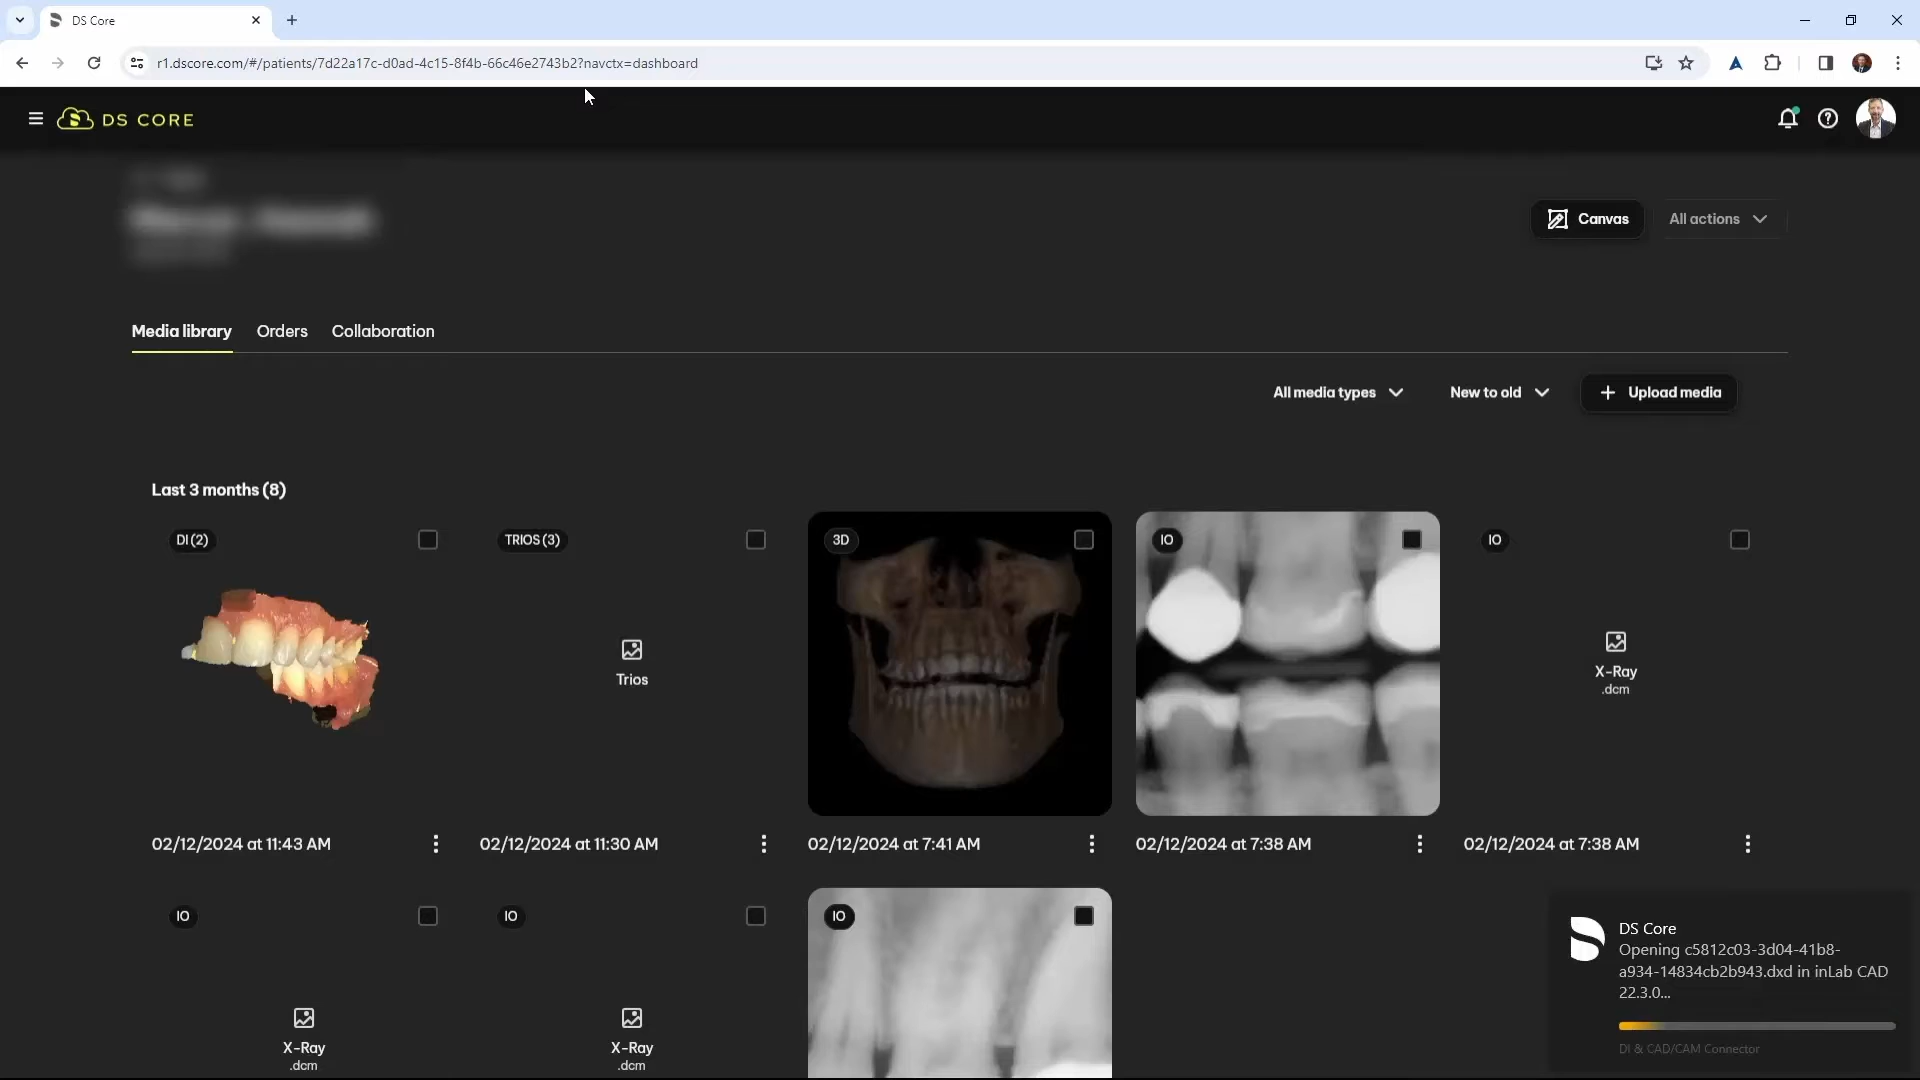 DS Core
r1.dscore.com/#/patients/7d22a17c-d0ad-4c15-8f4b-66c46e2743b2?navctx=dashboard
DS CORE
Canvas
All actions
Media library
Orders
Collaboration
All media types
New to old
Upload media
Last 3 months (8)
DI (2)
TRIOS (3)
3D
IO
IO
Trios
X-Ray
.dcm
02/12/2024 at 11:43 AM
02/12/2024 at 11:30 AM
02/12/2024 at 7:41 AM
02/12/2024 at 7:38 AM
02/12/2024 at 7:38 AM
IO
IO
IO
X-Ray
.dcm
X-Ray
.dcm
DS Core
Opening c5812c03-3d04-41b8-
a934-14834cb2b943.dxd in inLab CAD
22.3.0...
DI & CAD/CAM Connector